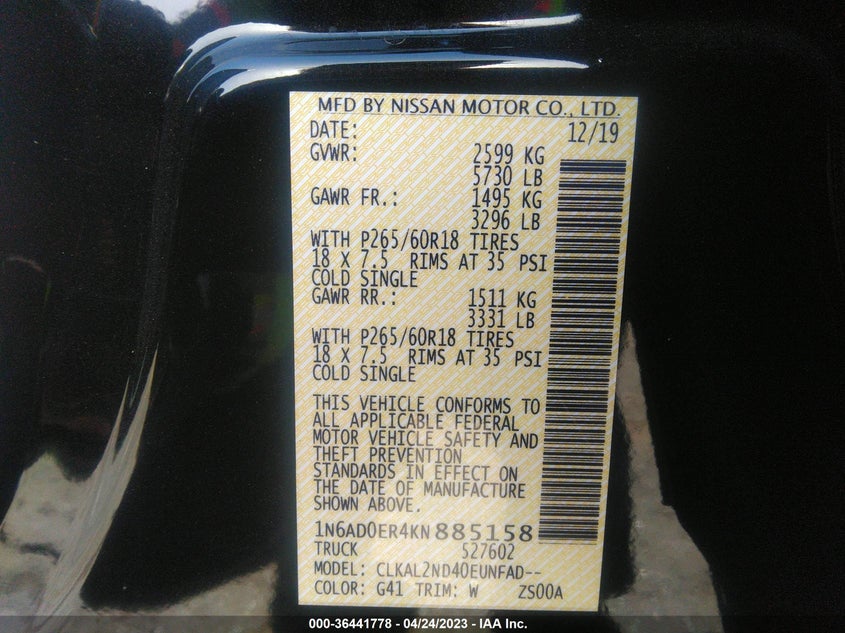 MFD BY NISSAN MOTOR CO., LTD.
DATE: 12/19
GVWR: 2599 KG
5730 LB
GAWR FR.: 1495 KG
3296 LB
WITH P265/60R18 TIRES
18 X 7.5 RIMS AT 35 PSI
COLD SINGLE
GAWR RR.: 1511 KG
3331 LB
WITH P265/60R18 TIRES
18 X 7.5 RIMS AT 35 PSI
COLD SINGLE
THIS VEHICLE CONFORMS TO
ALL APPLICABLE FEDERAL
MOTOR VEHICLE SAFETY AND
THEFT PREVENTION
STANDARDS IN EFFECT ON
THE DATE OF MANUFACTURE
SHOWN ABOVE.
1N6AD0ER4KN885158
TRUCK 527602
MODEL: CLKAL2ND40EUNFAD--
COLOR: G41 TRIM: W ZS00A
000-36441778 - 04/24/2023 - IAA Inc.